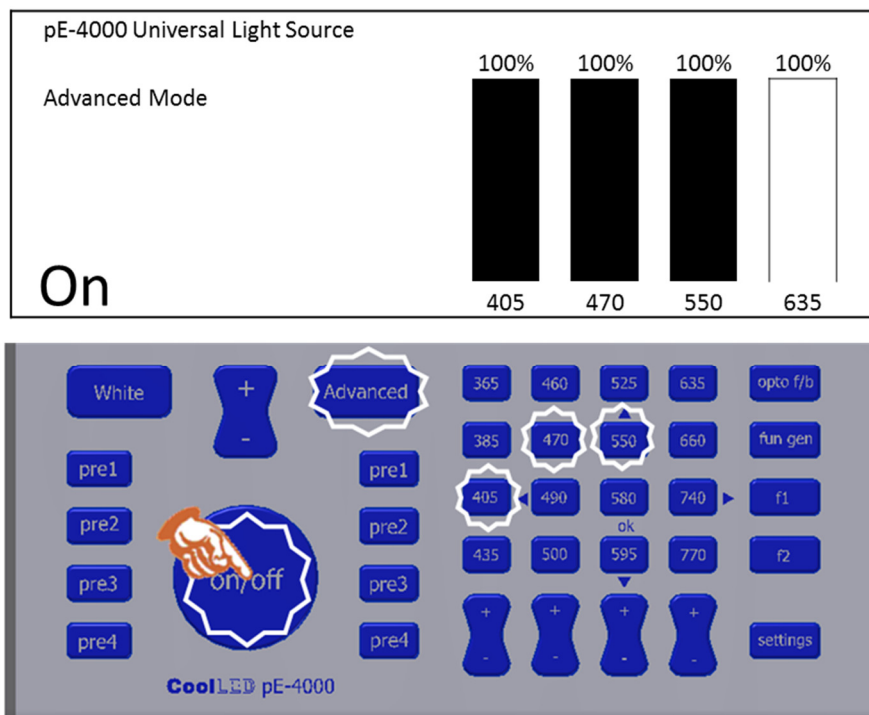 pE-4000 Universal Light Source
100% 100% 100% 100%
Advanced Mode
On
405 470 550 635
White + - Advanced
365 460 525 635 opto f/b
385 470 550 660 fun gen
405 490 580 740 f1
ok
435 500 595 770 f2
pre1 pre1
pre2 pre2
on/off
pre3 pre3
pre4 pre4
+ + + +
- - - -
settings
CoolLED pE-4000